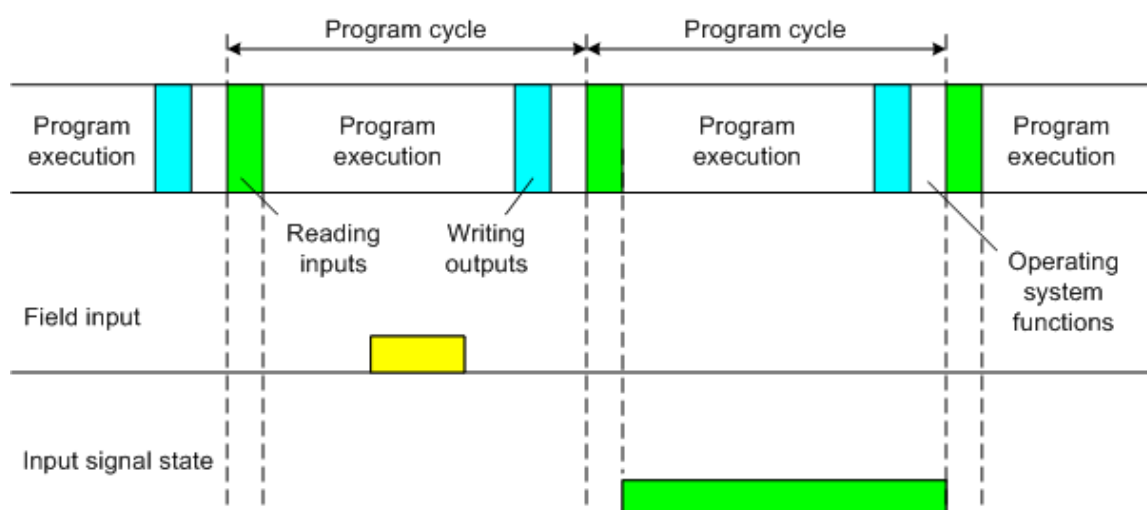 Program cycle
Program cycle
Program
execution
Program
execution
Program
execution
Program
execution
Reading
inputs
Writing
outputs
Operating
system
functions
Field input
Input signal state